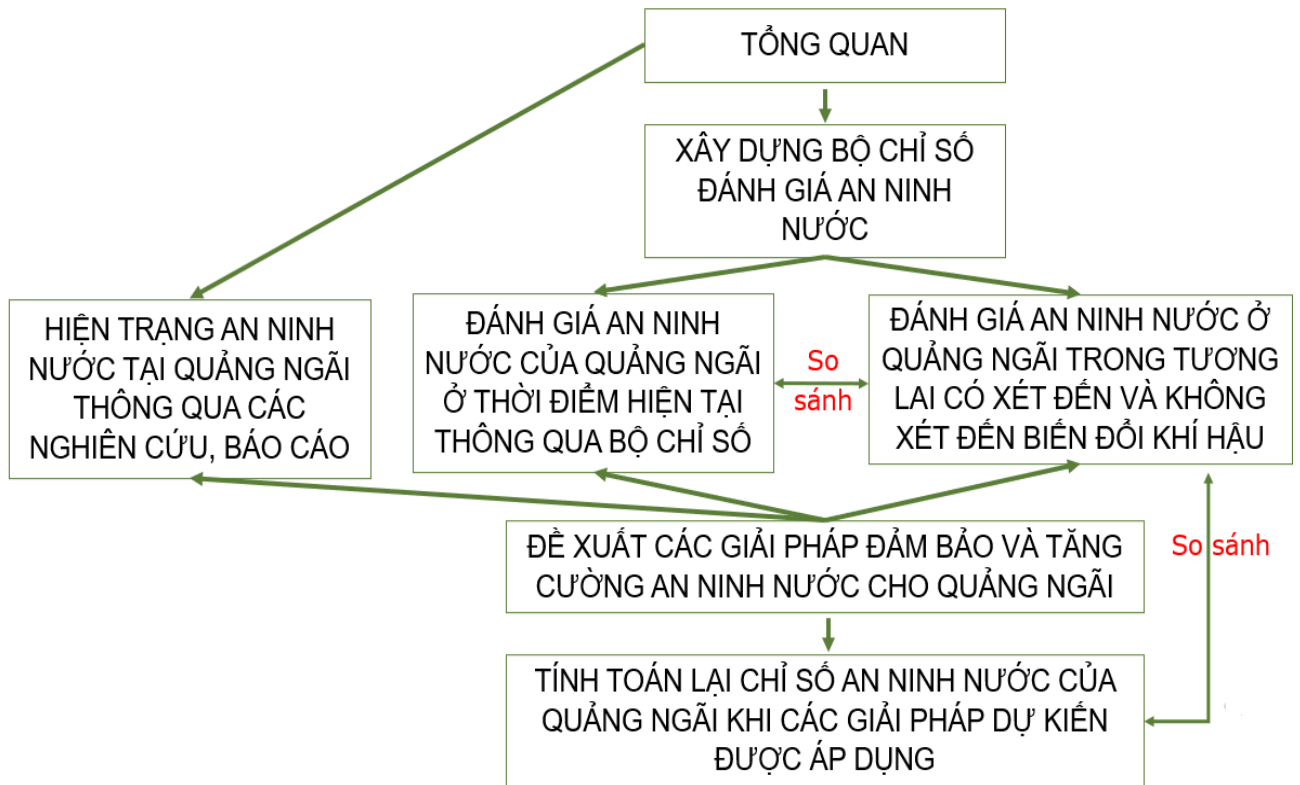 TỔNG QUAN
XÂY DỰNG BỘ CHỈ SỐ
ĐÁNH GIÁ AN NINH
NƯỚC
HIỆN TRẠNG AN NINH
NƯỚC TẠI QUẢNG NGÃI
THÔNG QUA CÁC
NGHIÊN CỨU, BÁO CÁO
ĐÁNH GIÁ AN NINH
NƯỚC CỦA QUẢNG NGÃI
Ở THỜI ĐIỂM HIỆN TẠI
THÔNG QUA BỘ CHỈ SỐ
So
sánh
ĐÁNH GIÁ AN NINH NƯỚC Ở
QUẢNG NGÃI TRONG TƯƠNG
LAI CÓ XÉT ĐẾN VÀ KHÔNG
XÉT ĐẾN BIẾN ĐỔI KHÍ HẬU
ĐỀ XUẤT CÁC GIẢI PHÁP ĐẢM BẢO VÀ TĂNG
CƯỜNG AN NINH NƯỚC CHO QUẢNG NGÃI
So sánh
TÍNH TOÁN LẠI CHỈ SỐ AN NINH NƯỚC CỦA
QUẢNG NGÃI KHI CÁC GIẢI PHÁP DỰ KIẾN
ĐƯỢC ÁP DỤNG